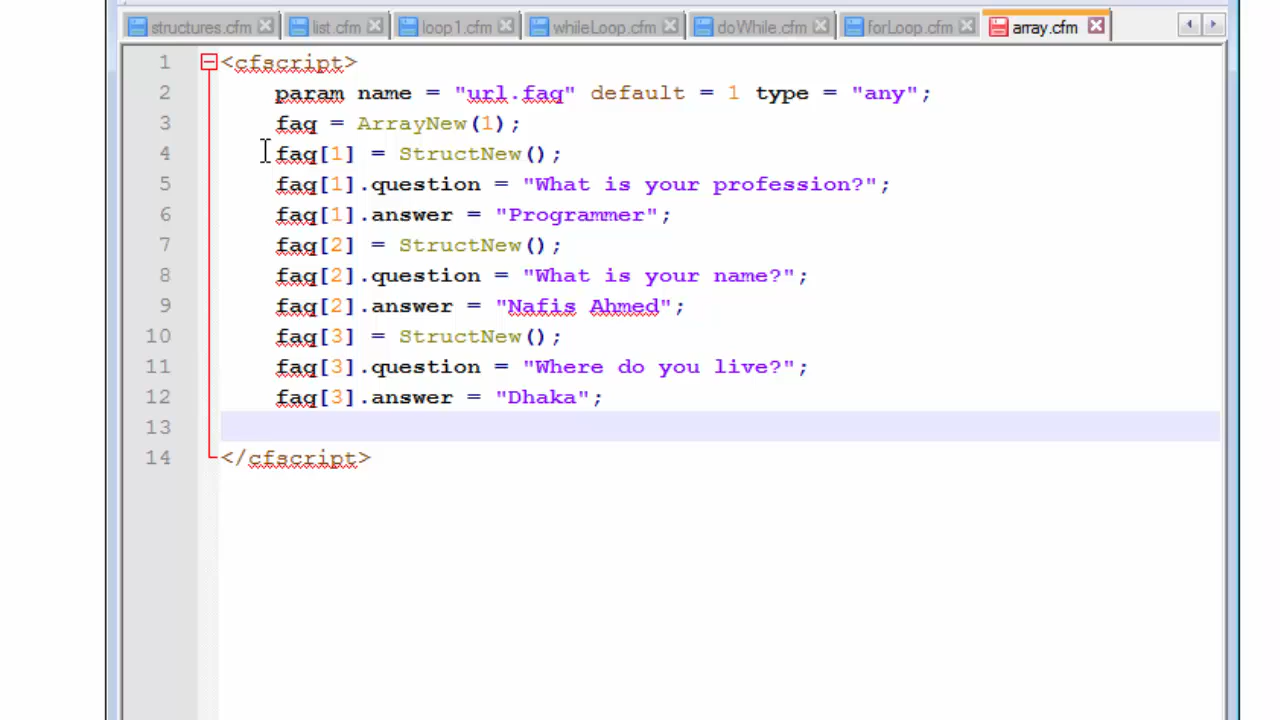 structures.cfm list.cfm loop1.cfm whileLoop.cfm doWhile.cfm forLoop.cfm array.cfm
1 <cfscript>
2 param name = "url.faq" default = 1 type = "any";
3 faq = ArrayNew(1);
4 faq[1] = StructNew();
5 faq[1].question = "What is your profession?";
6 faq[1].answer = "Programmer";
7 faq[2] = StructNew();
8 faq[2].question = "What is your name?";
9 faq[2].answer = "Nafis Ahmed";
10 faq[3] = StructNew();
11 faq[3].question = "Where do you live?";
12 faq[3].answer = "Dhaka";
13
14 </cfscript>